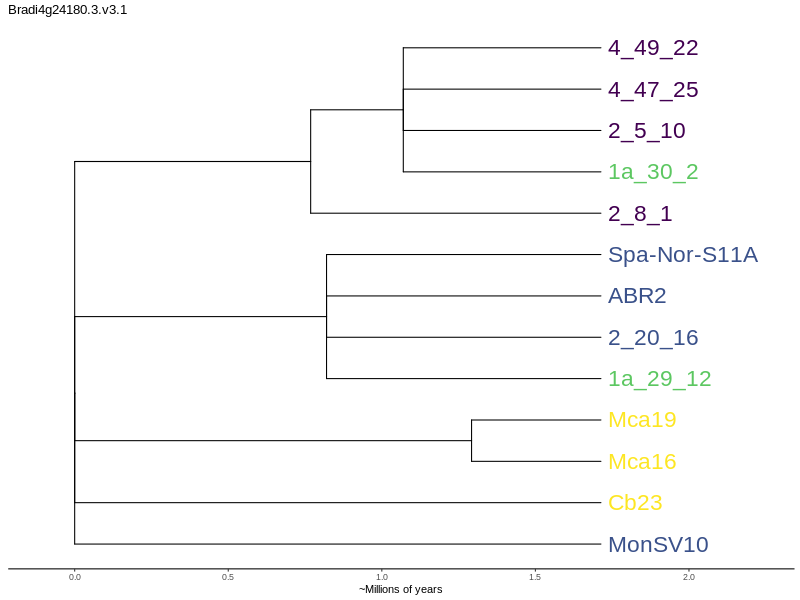 Bradi4g24180.3.v3.1
4_49_22
4_47_25
2_5_10
1a_30_2
2_8_1
Spa-Nor-S11A
ABR2
2_20_16
1a_29_12
Mca19
Mca16
Cb23
MonSV10
0.0 0.5 1.0 1.5 2.0
~Millions of years